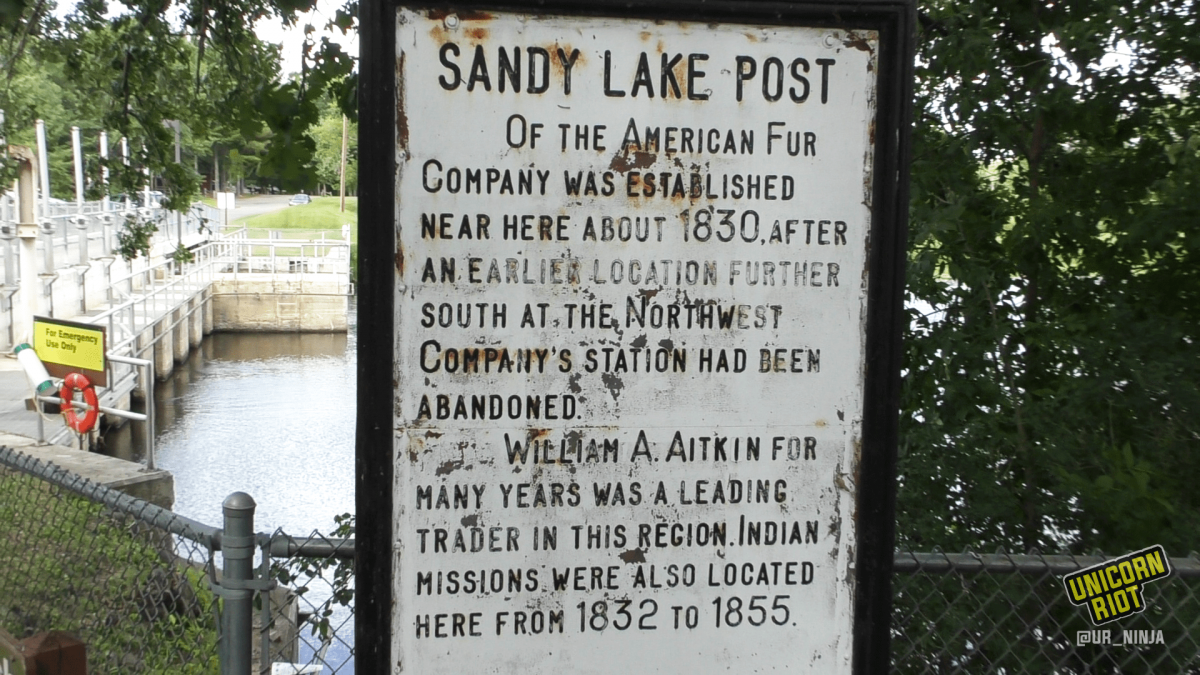 SANDY LAKE POST
OF THE AMERICAN FUR
COMPANY WAS ESTABLISHED
NEAR HERE ABOUT 1830, AFTER
AN EARLIER LOCATION FURTHER
SOUTH AT THE NORTHWEST
COMPANY'S STATION HAD BEEN
ABANDONED.
WILLIAM A. AITKIN FOR
MANY YEARS WAS A LEADING
TRADER IN THIS REGION. INDIAN
MISSIONS WERE ALSO LOCATED
HERE FROM 1832 TO 1855.
For Emergency
Use Only
UNICORN
RIOT
@UR_NINJA